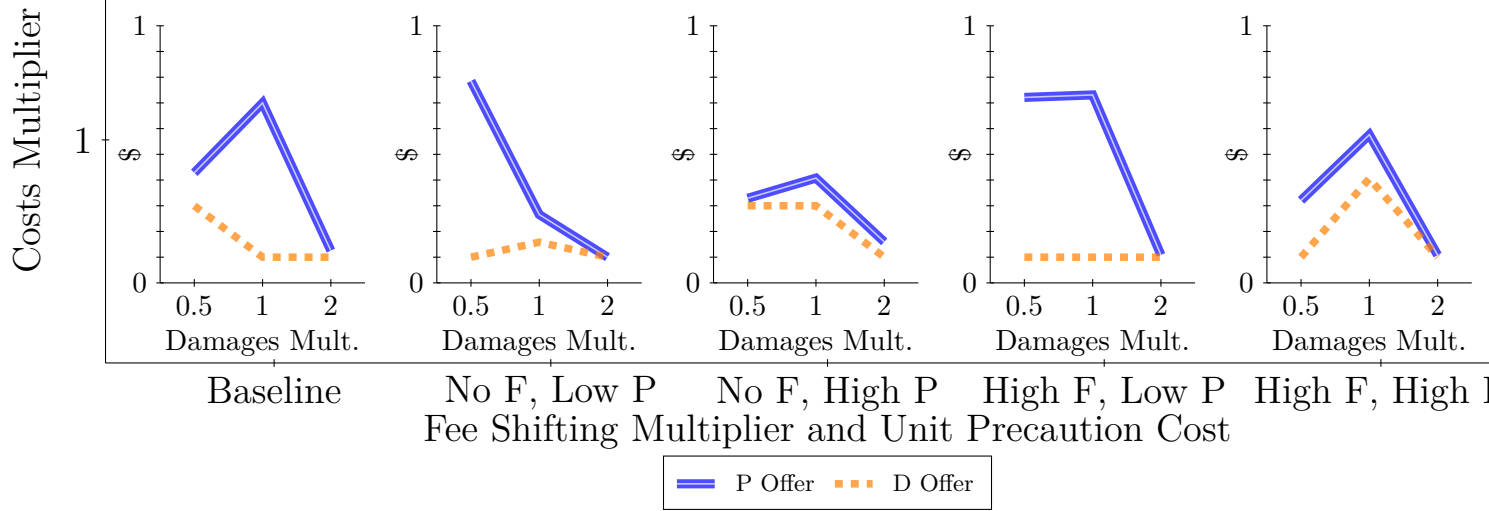 Costs Multiplier
1
1 1 1 1 1
$ $ $ $ $
0 0 0 0 0
0.5 1 2 0.5 1 2 0.5 1 2 0.5 1 2 0.5 1 2
Damages Mult. Damages Mult. Damages Mult. Damages Mult. Damages Mult.
Baseline No F, Low P No F, High P High F, Low P High F, High
Fee Shifting Multiplier and Unit Precaution Cost
P Offer D Offer